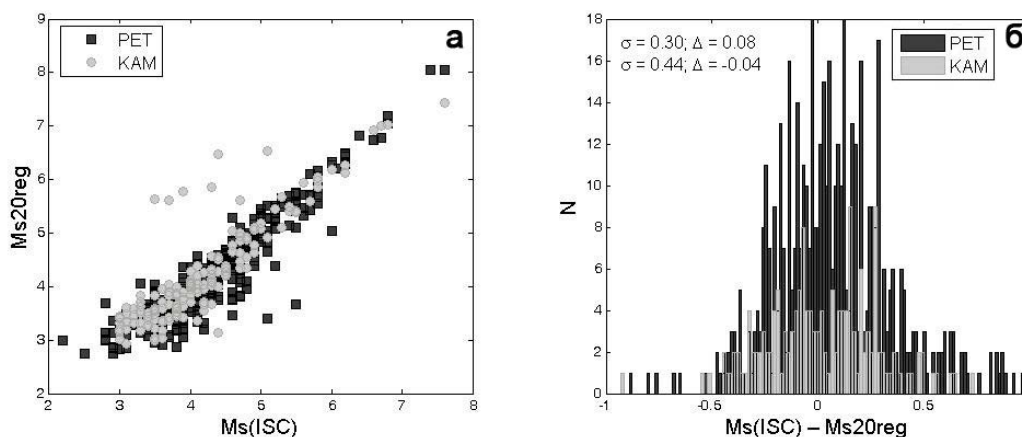 9
8
7
6
5
4
3
2
Ms20reg
PET
KAM
а
2 3 4 5 6 7 8
Ms(ISC)
18
16
14
12
10
8
6
4
2
0
N
σ = 0.30; Δ = 0.08
σ = 0.44; Δ = -0.04
PET
KAM
б
-1 -0.5 0 0.5
Ms(ISC) – Ms20reg